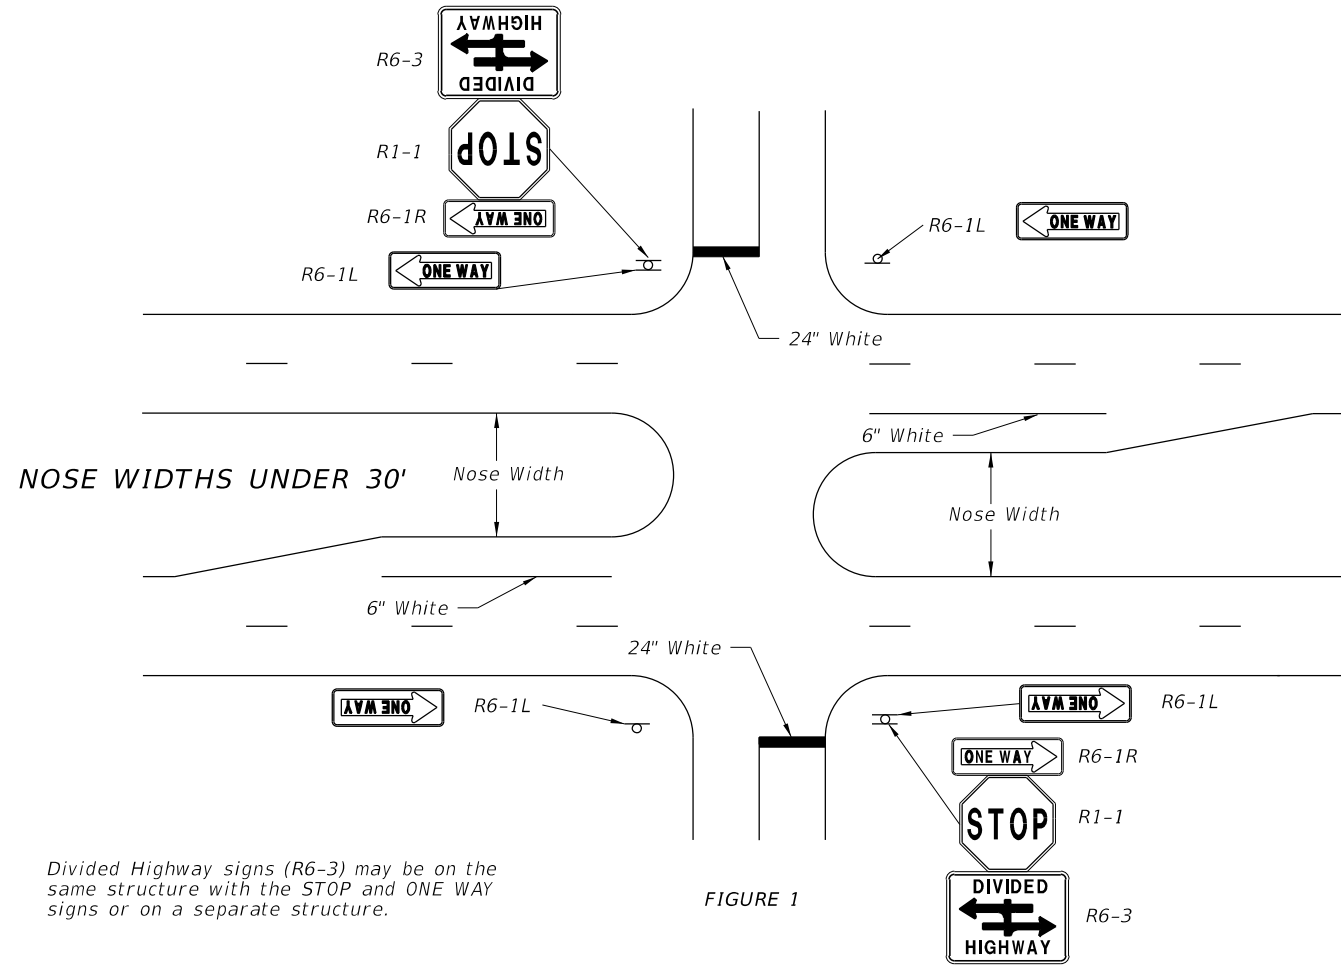 HIGHWAY
DIVIDED
R6-3
STOP
R1-1
ONE WAY
R6-1R
ONE WAY
R6-1L
R6-1L
ONE WAY
24" White
6" White
NOSE WIDTHS UNDER 30'
Nose Width
Nose Width
6" White
24" White
ONE WAY
R6-1L
ONE WAY
R6-1L
ONE WAY
R6-1R
STOP
R1-1
DIVIDED
HIGHWAY
R6-3
Divided Highway signs (R6-3) may be on the
same structure with the STOP and ONE WAY
signs or on a separate structure.
FIGURE 1